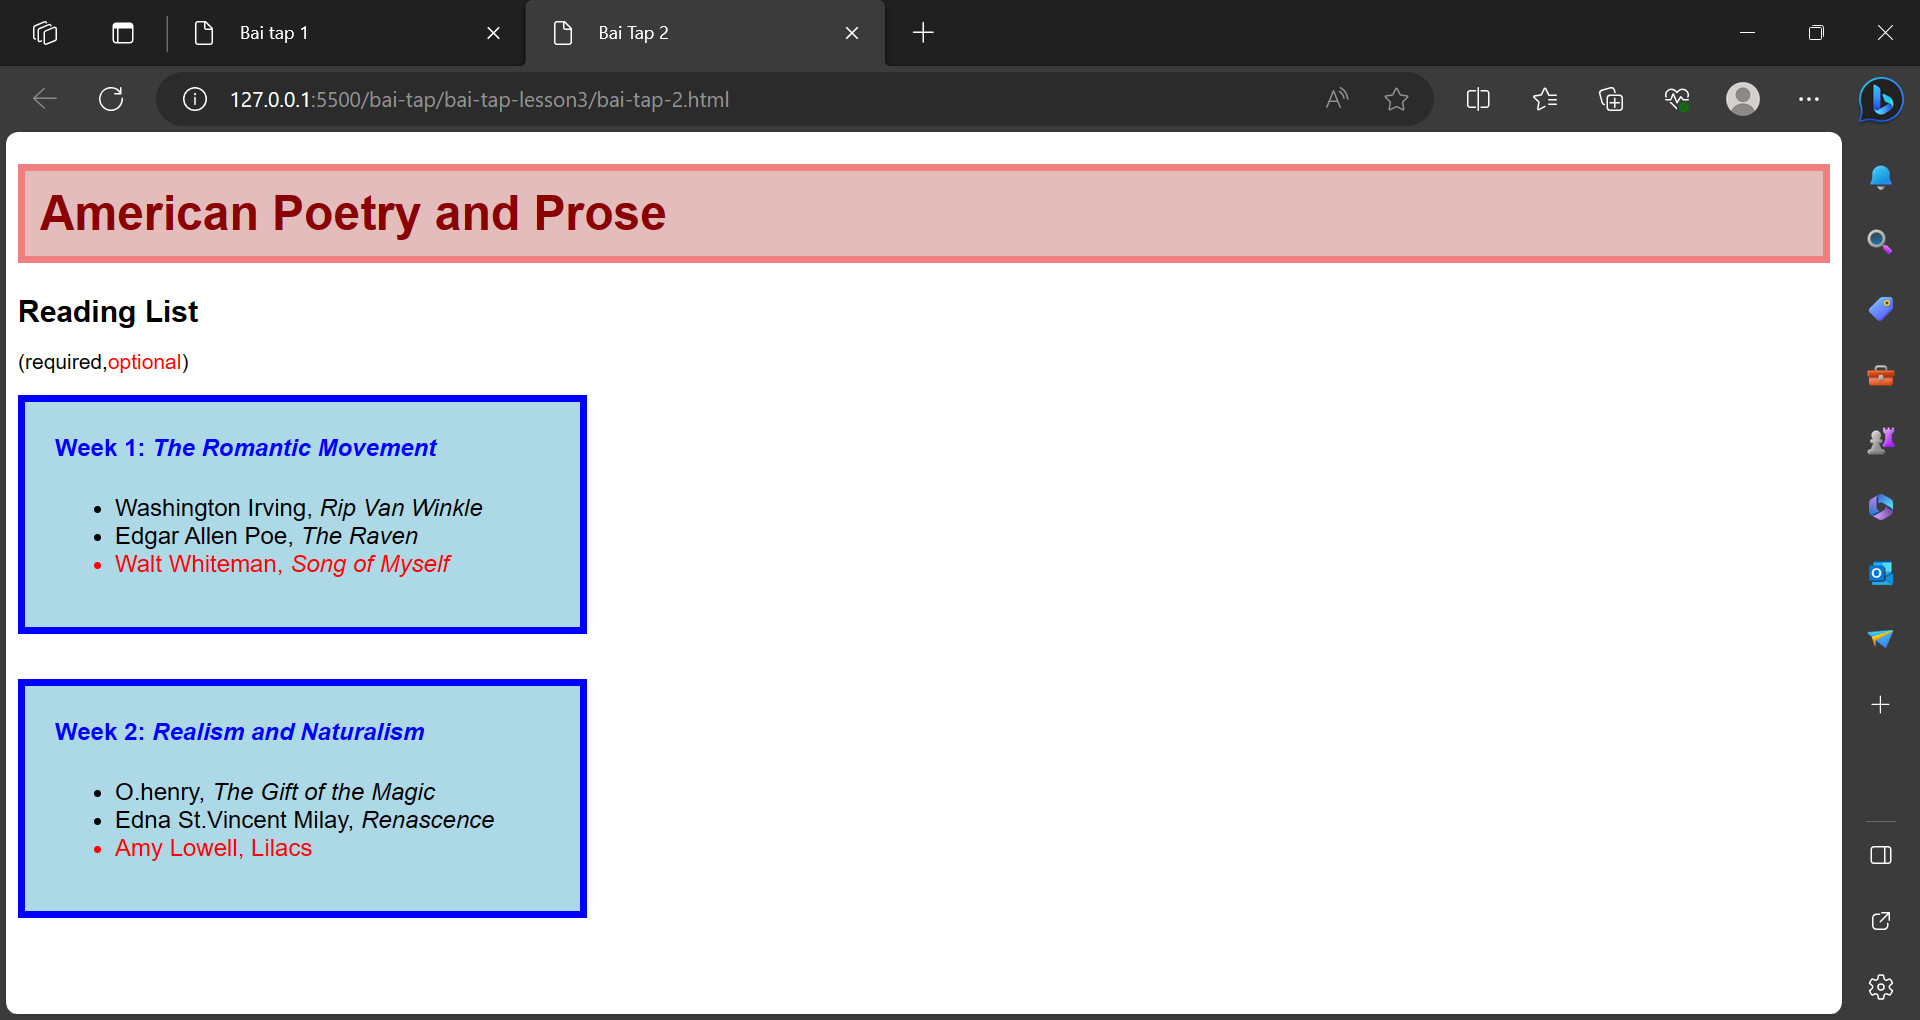 Bai tap 1
Bai Tap 2
127.0.0.1:5500/bai-tap/bai-tap-lesson3/bai-tap-2.html
American Poetry and Prose
Reading List
(required,optional)
Week 1: The Romantic Movement
• Washington Irving, Rip Van Winkle
• Edgar Allen Poe, The Raven
• Walt Whiteman, Song of Myself
Week 2: Realism and Naturalism
• O.henry, The Gift of the Magic
• Edna St.Vincent Milay, Renascence
• Amy Lowell, Lilacs